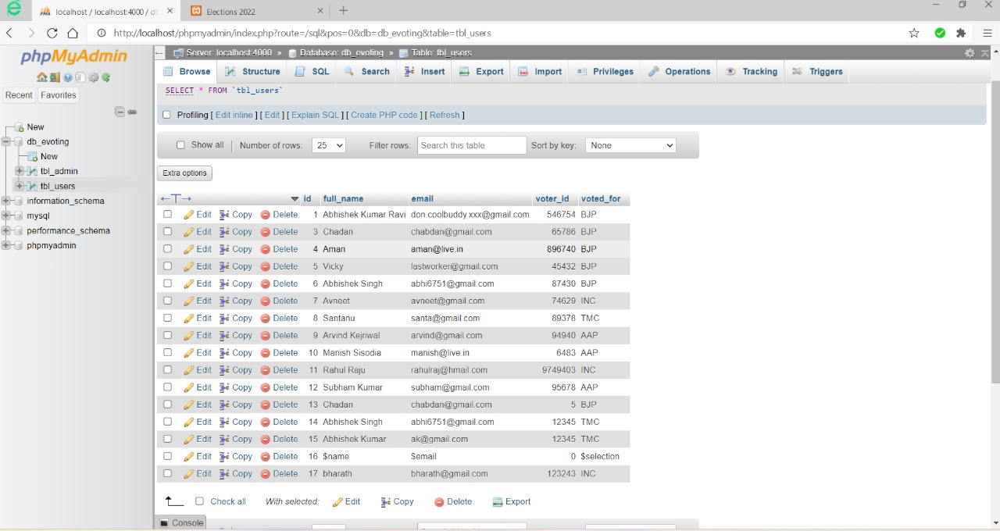 localhost / localhost:4000 / d
Elections 2022
http://localhost/phpmyadmin/index.php?route=/sql&pos=0&db=db_evoting&table=tbl_users
phpMyAdmin
Recent Favorites
New
db_evoting
New
tbl_admin
tbl_users
information_schema
mysql
performance_schema
phpmyadmin
Server: localhost:4000 » Database: db_evoting » Table: tbl_users
Browse Structure SQL Search Insert Export Import Privileges Operations Tracking Triggers
SELECT * FROM `tbl_users`
Profiling [ Edit inline ] [ Edit ] [ Explain SQL ] [ Create PHP code ] [ Refresh ]
Show all Number of rows: 25 Filter rows: Search this table Sort by key: None
Extra options
id full_name email voter_id voted_for
Edit Copy Delete 1 Abhishek Kumar Ravi don.coolbuddy.xxx@gmail.com 546754 BJP
Edit Copy Delete 3 Chadan chabdan@gmail.com 65786 BJP
Edit Copy Delete 4 Aman aman@live.in 896740 BJP
Edit Copy Delete 5 Vicky lastworker@gmail.com 45432 BJP
Edit Copy Delete 6 Abhishek Singh abhi6751@gmail.com 87430 BJP
Edit Copy Delete 7 Avneet avneet@gmail.com 74629 INC
Edit Copy Delete 8 Santanu santa@gmail.com 89378 TMC
Edit Copy Delete 9 Arvind Kejriwal arvind@gmail.com 94940 AAP
Edit Copy Delete 10 Manish Sisodia manish@live.in 6483 AAP
Edit Copy Delete 11 Rahul Raju rahulraj@hmail.com 9749403 INC
Edit Copy Delete 12 Subham Kumar subham@gmail.com 95678 AAP
Edit Copy Delete 13 Chadan chabdan@gmail.com 5 BJP
Edit Copy Delete 14 Abhishek Singh abhi6751@gmail.com 12345 TMC
Edit Copy Delete 15 Abhishek Kumar ak@gmail.com 12345 TMC
Edit Copy Delete 16 $name $email 0 $selection
Edit Copy Delete 17 bharath bharath@gmail.com 123243 INC
Check all With selected: Edit Copy Delete Export
Console